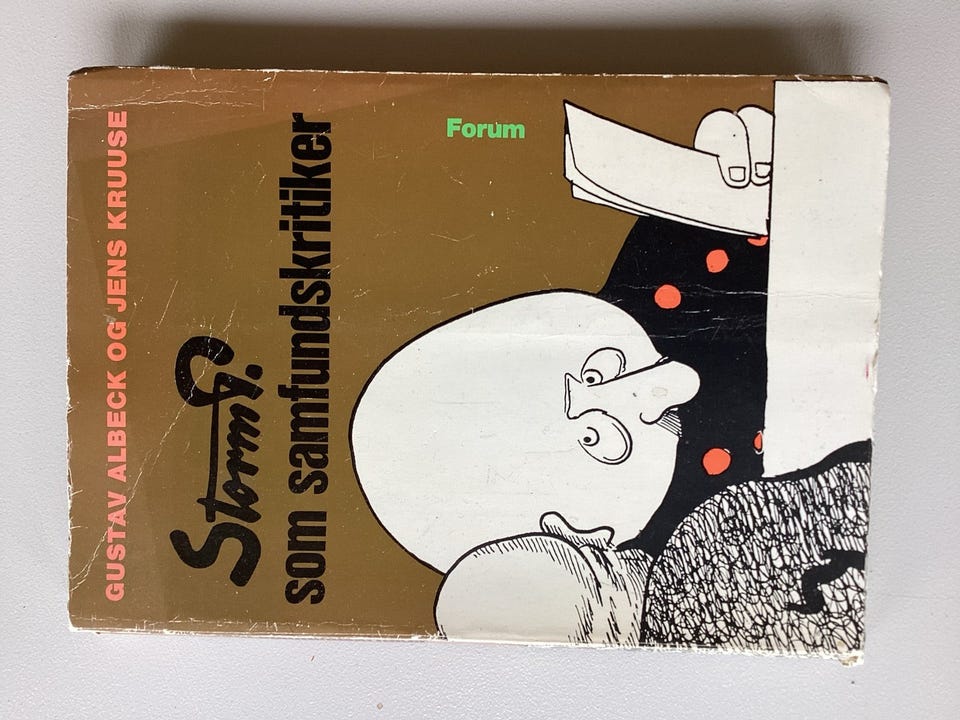 GUSTAV ALBECK OG JENS KRUUSE
Storm P.
som samfundskritiker
Forum